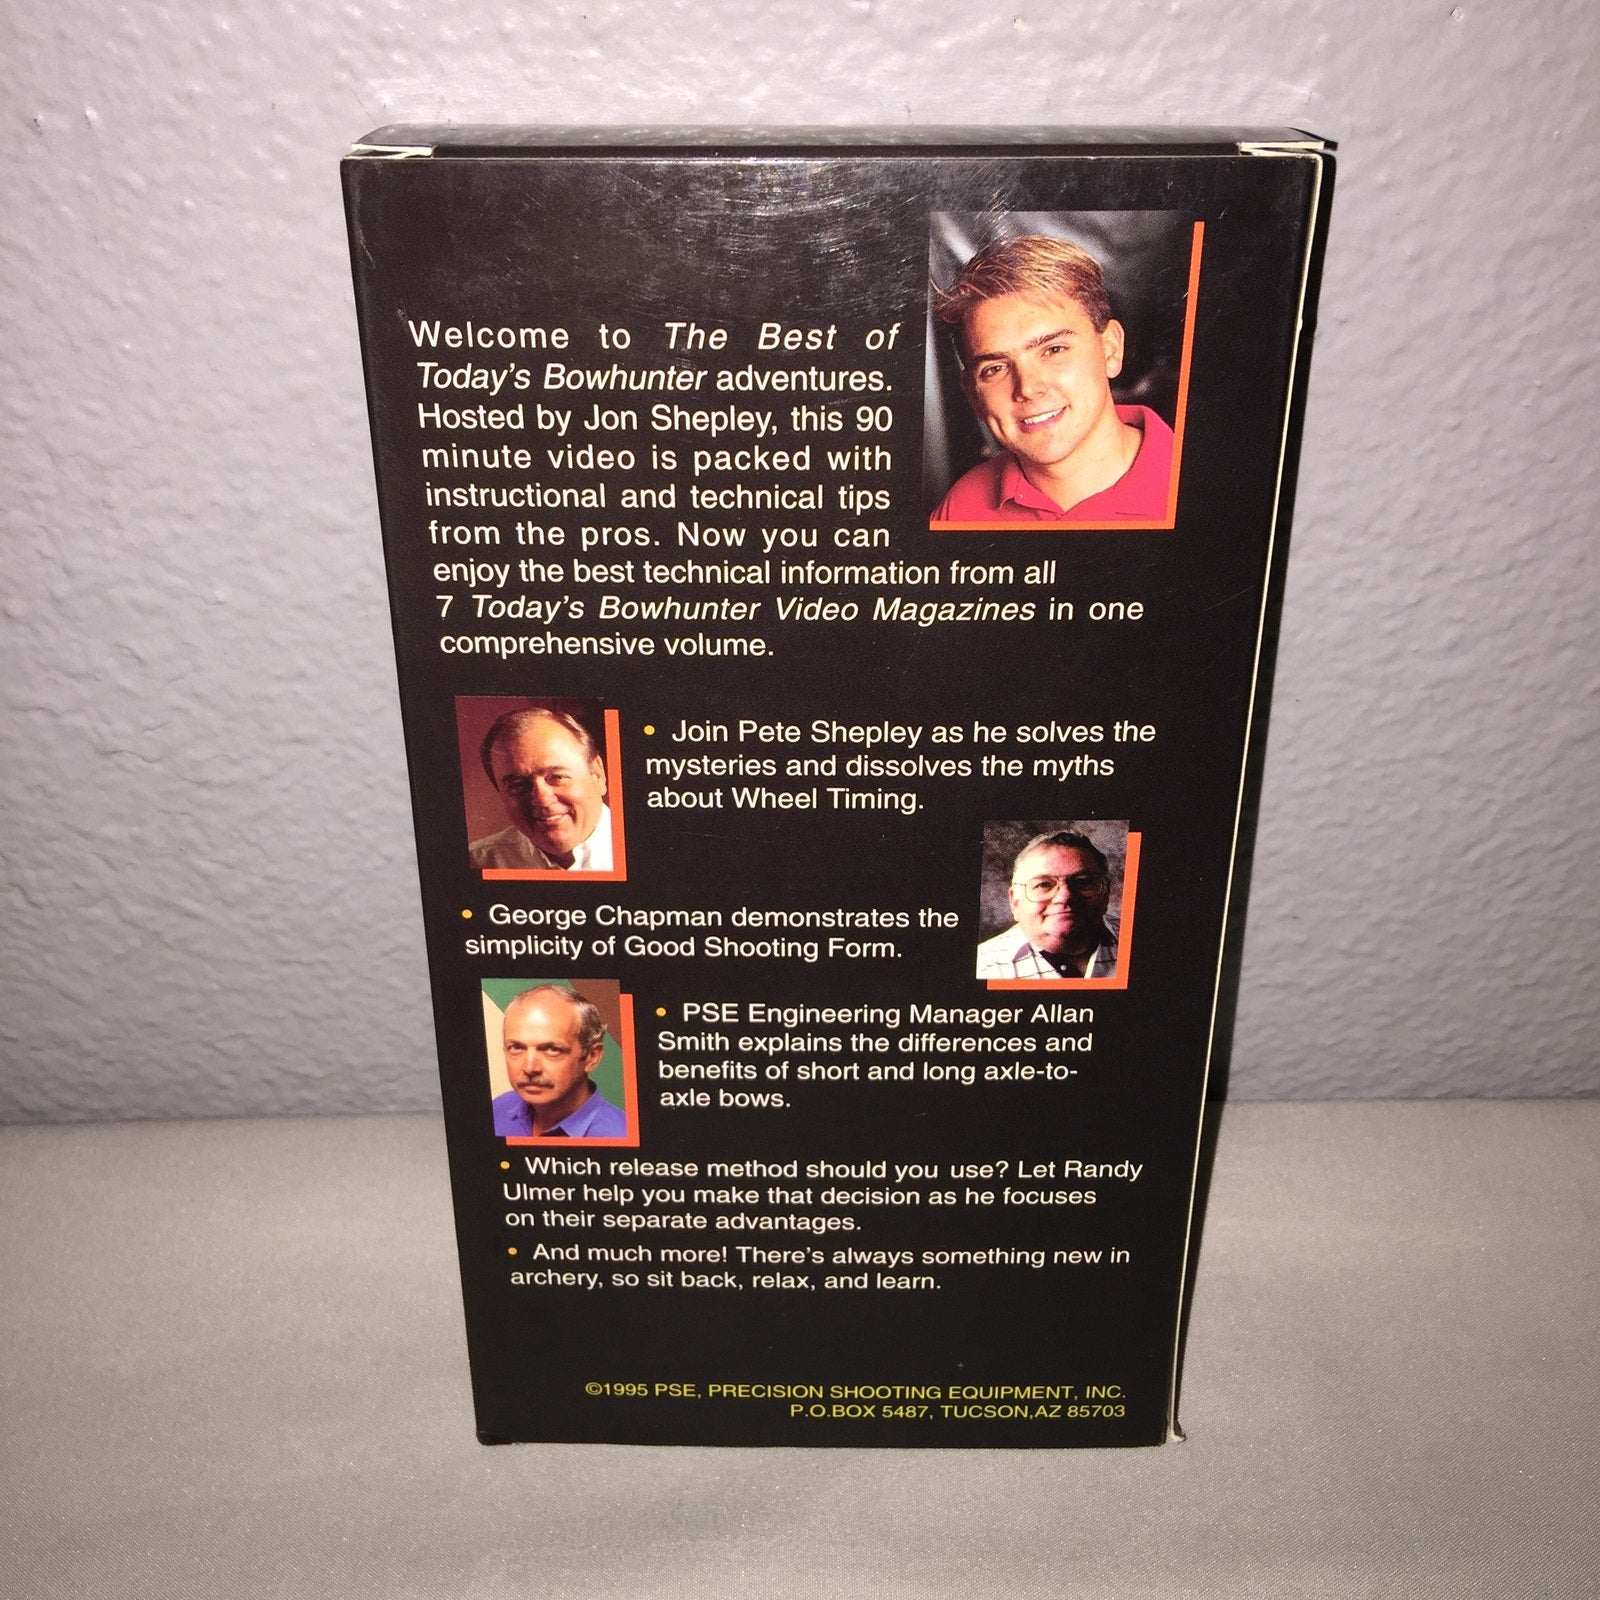 Welcome to The Best of
Today's Bowhunter adventures.
Hosted by Jon Shepley, this 90
minute video is packed with
instructional and technical tips
from the pros. Now you can
enjoy the best technical information from all
7 Today's Bowhunter Video Magazines in one
comprehensive volume.
• Join Pete Shepley as he solves the
mysteries and dissolves the myths
about Wheel Timing.
• George Chapman demonstrates the
simplicity of Good Shooting Form.
• PSE Engineering Manager Allan
Smith explains the differences and
benefits of short and long axle-to-
axle bows.
• Which release method should you use? Let Randy
Ulmer help you make that decision as he focuses
on their separate advantages.
• And much more! There's always something new in
archery, so sit back, relax, and learn.
©1995 PSE, PRECISION SHOOTING EQUIPMENT, INC.
P.O.BOX 5487, TUCSON,AZ 85703